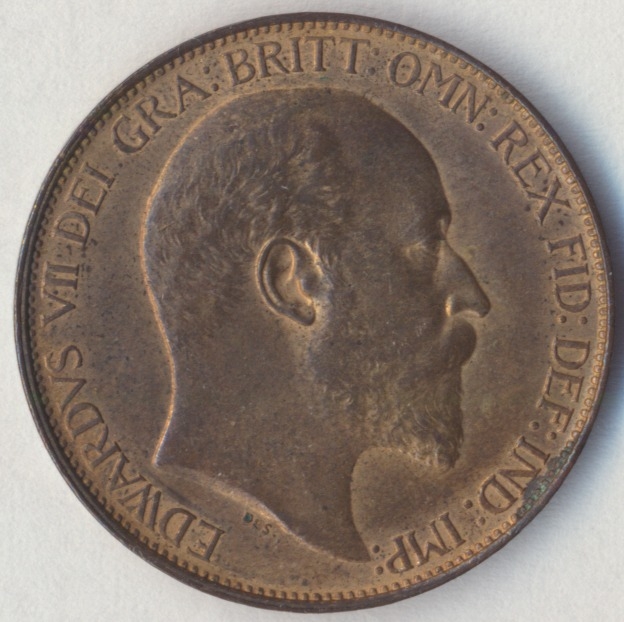 EDWARDVS VII DEI GRA: BRITT OMN: REX FID: DEF: IND: IMP:
DES.